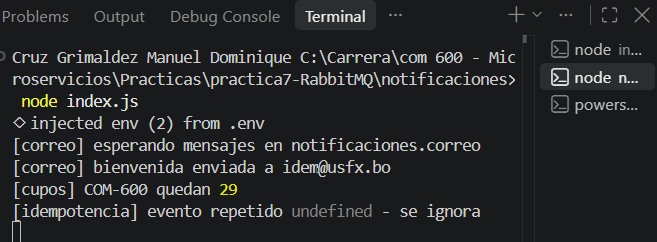 Problems Output Debug Console Terminal ···
Cruz Grimaldez Manuel Dominique C:\Carrera\com 600 - Mic
roservicios\Practicas\practica7-RabbitMQ\notificaciones>
node index.js
injected env (2) from .env
[correo] esperando mensajes en notificaciones.correo
[correo] bienvenida enviada a idem@usfx.bo
[cupos] COM-600 quedan 29
[idempotencia] evento repetido undefined - se ignora
node in...
node n...
powers...